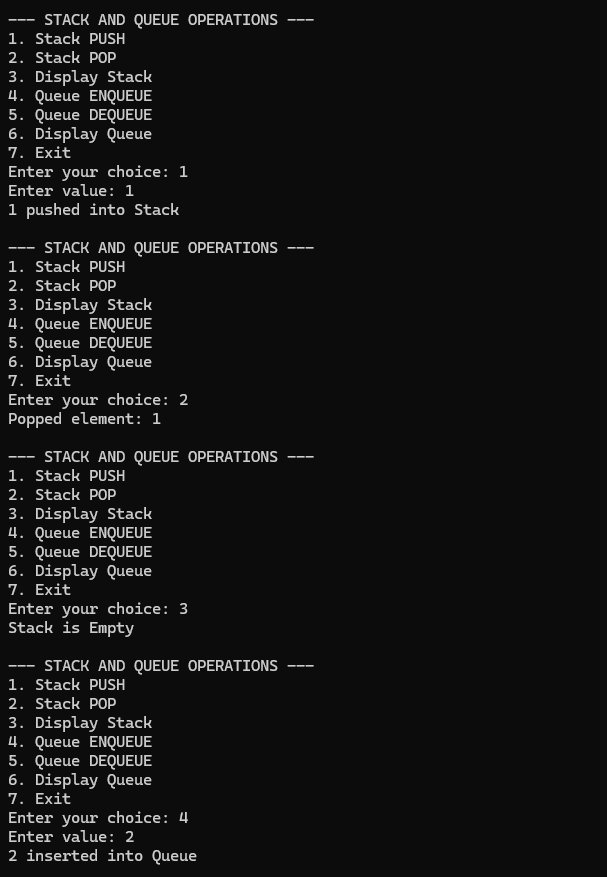 --- STACK AND QUEUE OPERATIONS ---
1. Stack PUSH
2. Stack POP
3. Display Stack
4. Queue ENQUEUE
5. Queue DEQUEUE
6. Display Queue
7. Exit
Enter your choice: 1
Enter value: 1
1 pushed into Stack

--- STACK AND QUEUE OPERATIONS ---
1. Stack PUSH
2. Stack POP
3. Display Stack
4. Queue ENQUEUE
5. Queue DEQUEUE
6. Display Queue
7. Exit
Enter your choice: 2
Popped element: 1

--- STACK AND QUEUE OPERATIONS ---
1. Stack PUSH
2. Stack POP
3. Display Stack
4. Queue ENQUEUE
5. Queue DEQUEUE
6. Display Queue
7. Exit
Enter your choice: 3
Stack is Empty

--- STACK AND QUEUE OPERATIONS ---
1. Stack PUSH
2. Stack POP
3. Display Stack
4. Queue ENQUEUE
5. Queue DEQUEUE
6. Display Queue
7. Exit
Enter your choice: 4
Enter value: 2
2 inserted into Queue